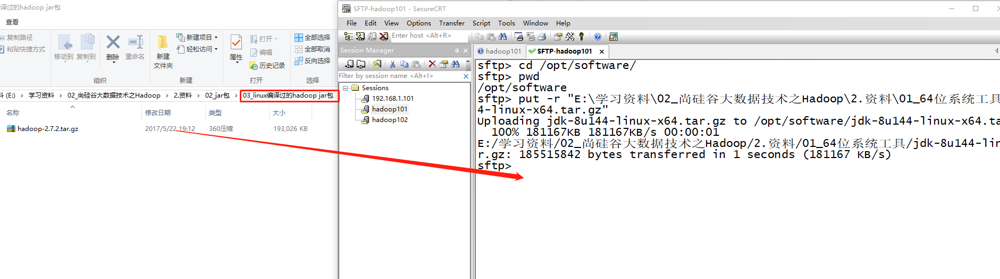 译过的hadoop jar包
查看
复制路径
粘贴快捷方式
移动到
复制到
删除
重命名
组织
新建
文件夹
新建项目
轻松访问
新建
属性
打开
编辑
历史记录
打开
全部选择
全部取消
反向选择
选择
(E:) > 学习资料 > 02_尚硅谷大数据技术之Hadoop > 2.资料 > 02_jar包 > 03_linux编译过的hadoop jar包
名称 修改日期 类型 大小
hadoop-2.7.2.tar.gz 2017/5/22 19:12 360压缩 193,026 KB
SFTP-hadoop101 - SecureCRT
File Edit View Options Transfer Script Tools Window Help
Enter host <Alt+R>
Session Manager
Filter by session name <Alt+I>
Sessions
192.168.1.101
hadoop101
hadoop102
hadoop101 SFTP-hadoop101
sftp> cd /opt/software/
sftp> pwd
/opt/software
sftp> put -r "E:\学习资料\02_尚硅谷大数据技术之Hadoop\2.资料\01_64位系统工具
4-linux-x64.tar.gz"
Uploading jdk-8u144-linux-x64.tar.gz to /opt/software/jdk-8u144-linux-x64.ta
100% 181167KB 181167KB/s 00:00:01
E:/学习资料/02_尚硅谷大数据技术之Hadoop/2.资料/01_64位系统工具/jdk-8u144-lin
r.gz: 185515842 bytes transferred in 1 seconds (181167 KB/s)
sftp>